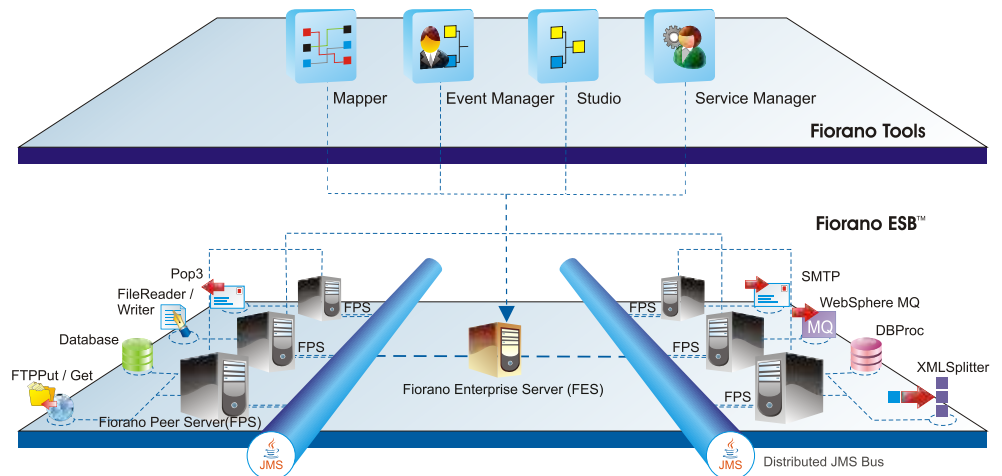 Mapper
Event Manager
Studio
Service Manager
Fiorano Tools
Fiorano ESB™
Pop3
SMTP
FileReader /
Writer
FPS
FPS
WebSphere MQ
MQ
Database
FPS
FPS
DBProc
FTPPut / Get
Fiorano Enterprise Server (FES)
XMLSplitter
FPS
Fiorano Peer Server(FPS)
JMS
JMS
Distributed JMS Bus